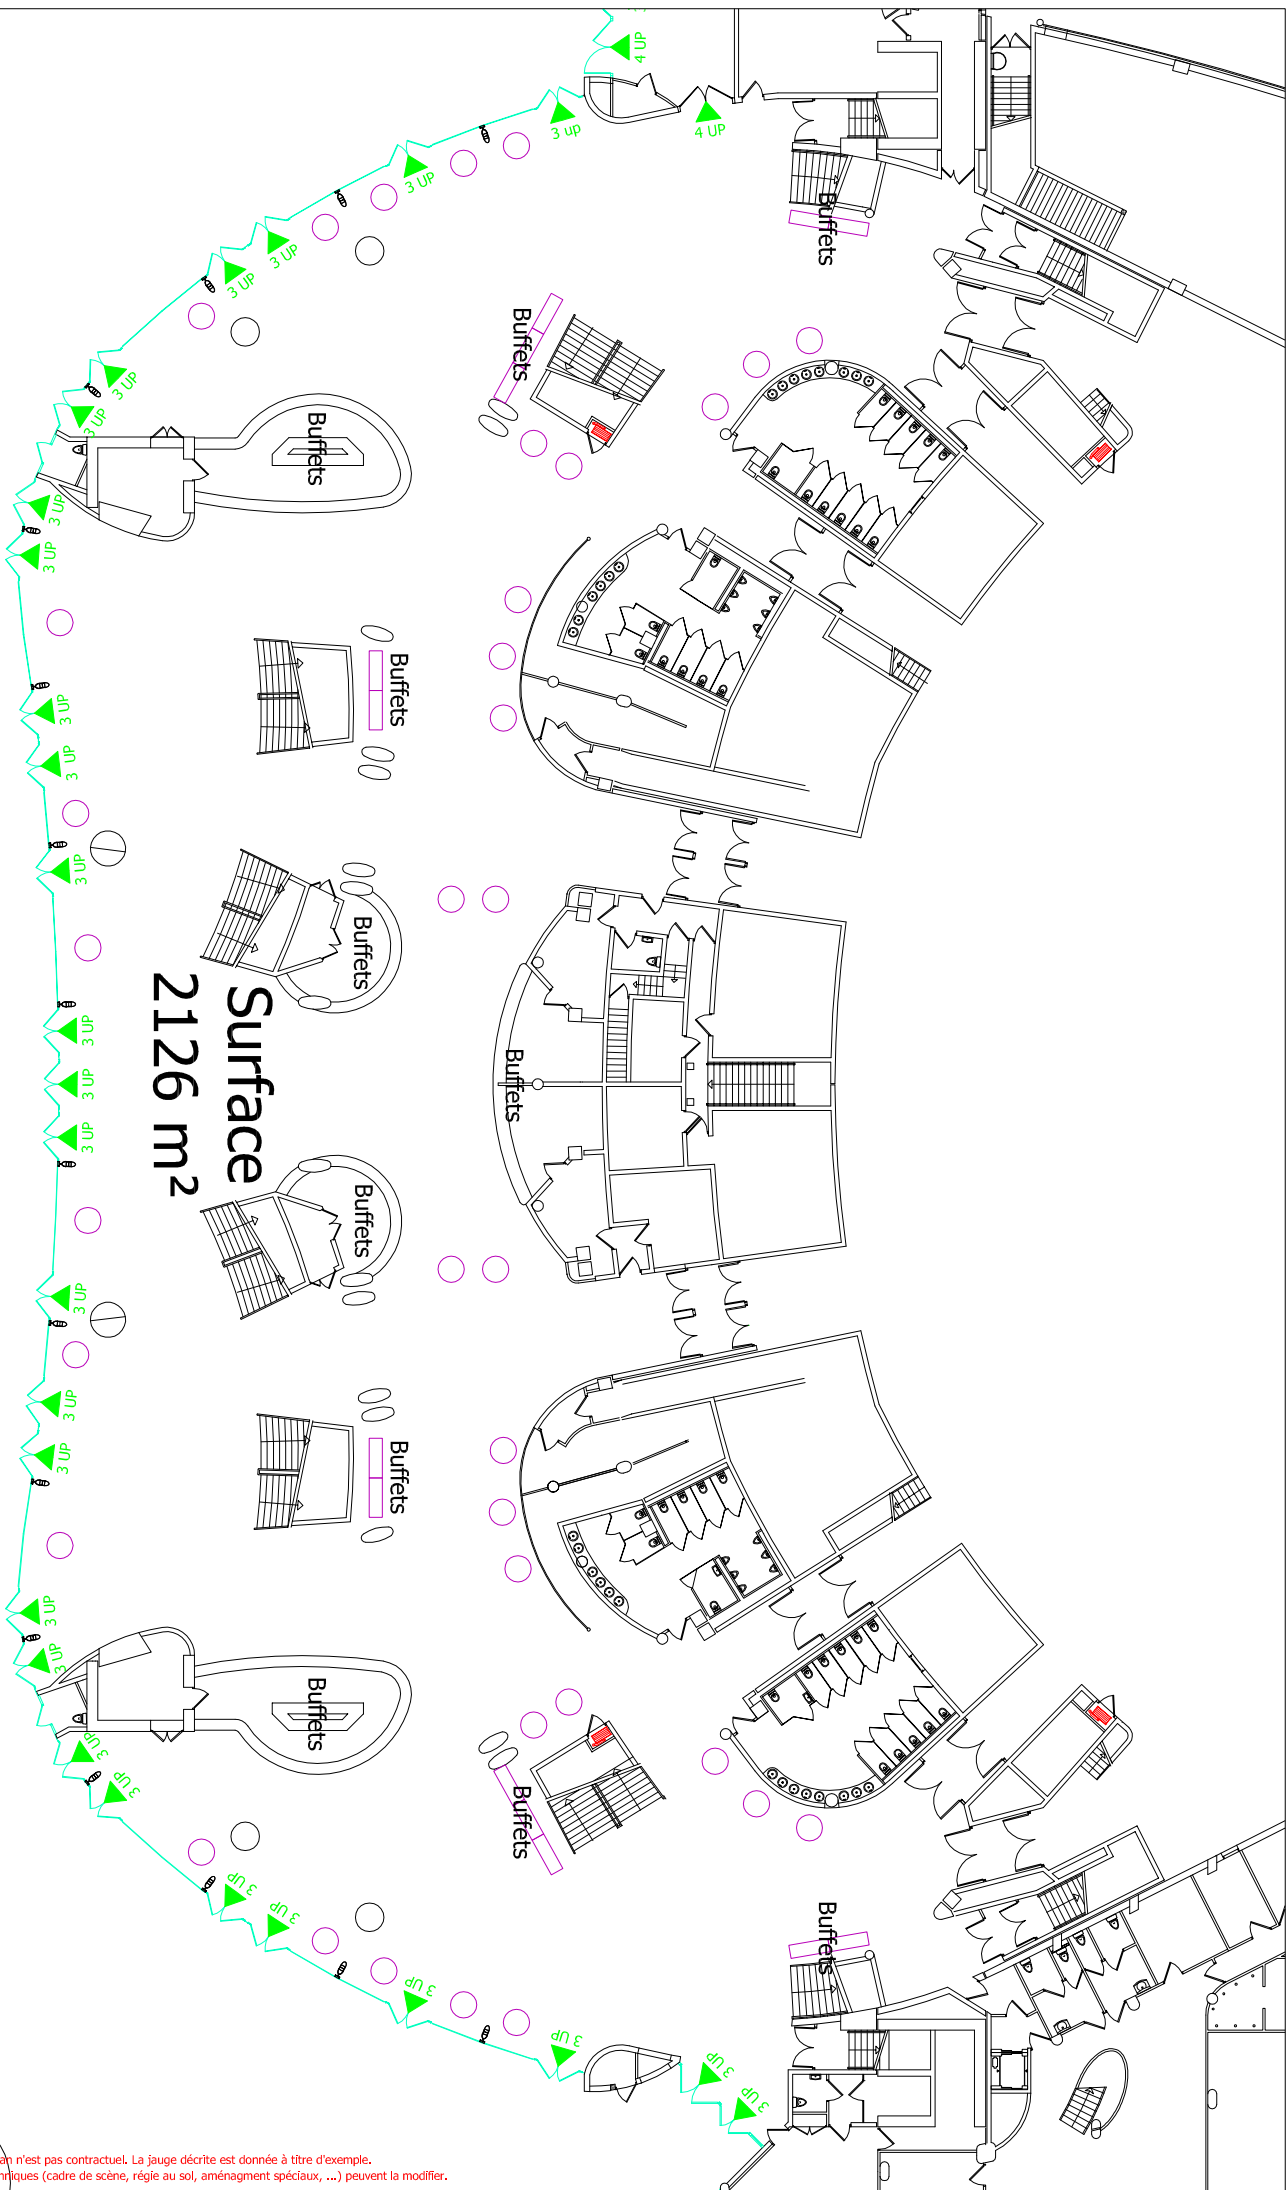 4 UP
3 up
4 UP
3 UP
3 UP
3 UP
Buffets
Buffets
3 UP
3 UP
Buffets
3 UP
3 UP
Buffets
3 UP
3 UP
3 UP
Buffets
Surface
2126 m²
3 UP
3 UP
3 UP
Buffets
Buffets
3 UP
3 UP
3 UP
Buffets
3 UP
3 UP
Buffets
3 UP
3 UP
Buffets
3 UP
3 UP
Buffets
3 UP
3 UP
3 UP
3 UP
n'est pas contractuel. La jauge décrite est donnée à titre d'exemple.
(cadre de scène, régie au sol, aménagment spéciaux, ...) peuvent la modifier.